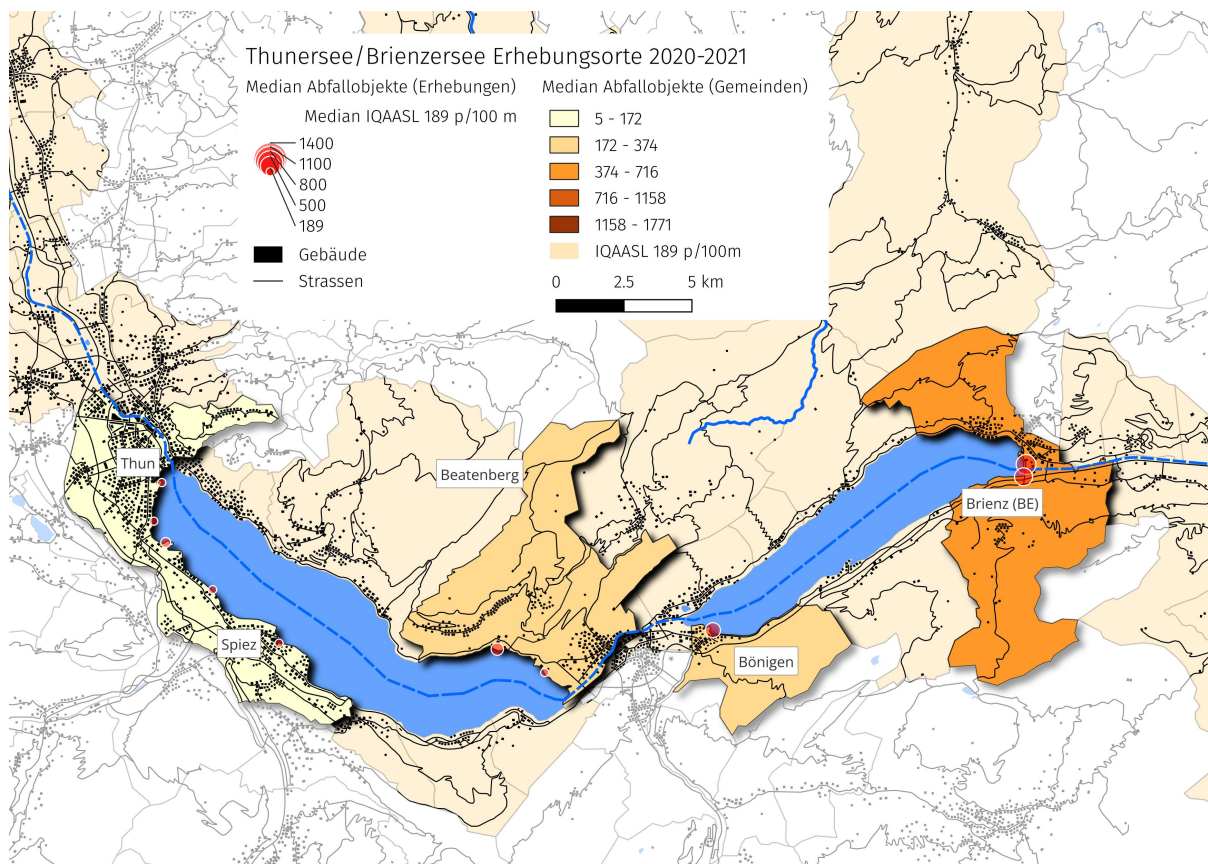 Thunersee/Brienzersee Erhebungsorte 2020-2021
Median Abfallobjekte (Erhebungen)
Median IQAASL 189 p/100 m
1400
1100
800
500
189
Gebäude
Strassen
Median Abfallobjekte (Gemeinden)
5 - 172
172 - 374
374 - 716
716 - 1158
1158 - 1771
IQAASL 189 p/100m
0 2.5 5 km
Thun
Beatenberg
Brienz (BE)
Spiez
Bönigen